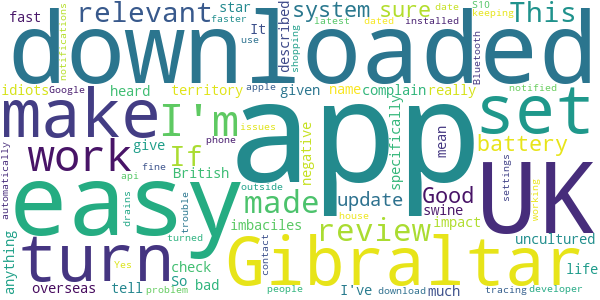 notifications
fast
relevant
star
faster
It
use
described
shopping
system
latest
sure
dated
installed
date
keeping
S10
This
downloaded
idiots
Google
heard
apple
territory
given
name
issues
complain
phone
really
specifically
Bluetooth
notified
make
I'm
app
set
work
If
give
British
fine
api
negative
mean
battery
settings
automatically
easy
made
outside
trouble
update
Good
swine
UK
working
house
review
imbaciles
impact
uncultured
anything
turn
drains
turned
check
Gibraltar
contact
life
overseas
Yes
tell
So
bad
problem
people
I've
download
much
tracing
developer